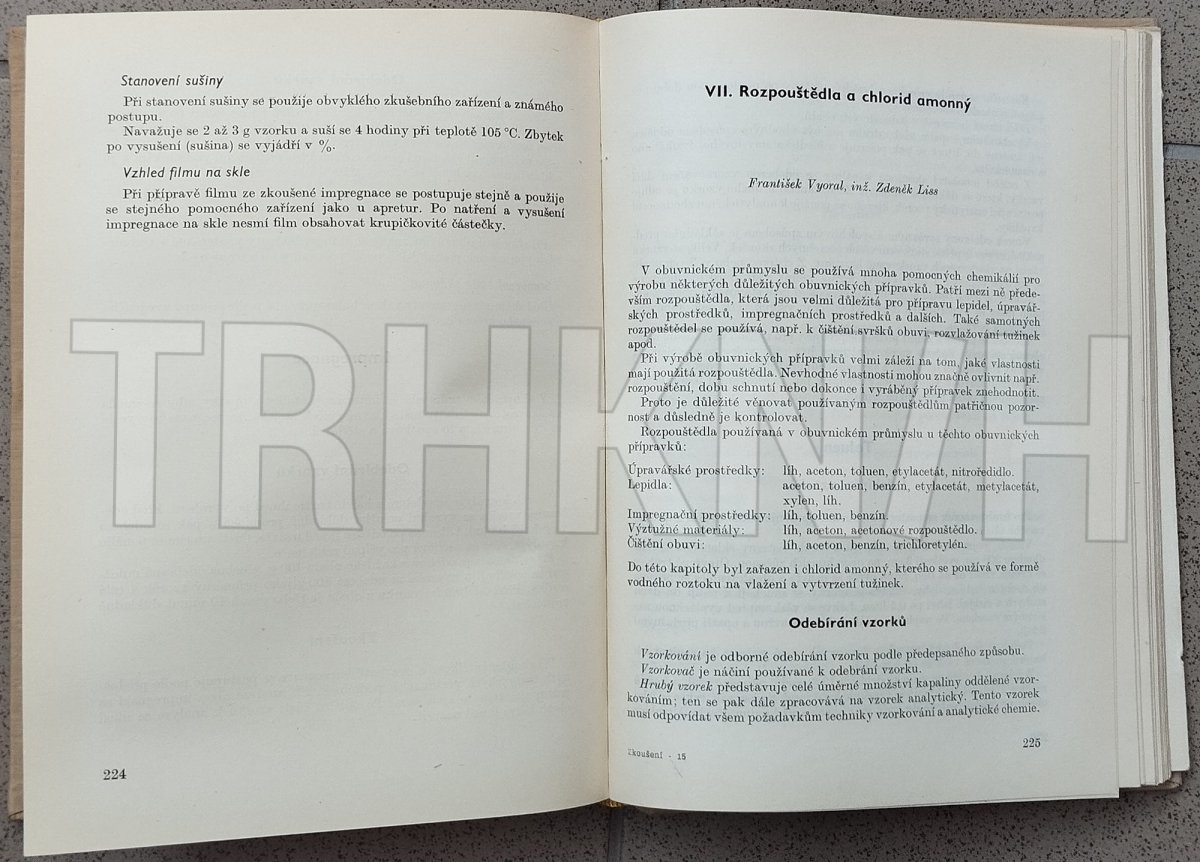 Stanovení sušiny
Při stanovení sušiny se použije obvyklého zkušebního zařízení a známého
postupu.
Navažuje se 2 až 3 g vzorku a suší se 4 hodiny při teplotě 105 °C. Zbytek
po vysušení (sušina) se vyjádří v %.
Vzhled filmu na skle
Při přípravě filmu ze zkoušené impregnace se postupuje stejně a použije
se stejného pomocného zařízení jako u apretur. Po natření a vysušení
impregnace na skle nesmí film obsahovat krupičkovité částečky.
224
VII. Rozpouštědla a chlorid amonný
František Vyoral, inž. Zdeněk Liss
V obuvnickém průmyslu se používá mnoha pomocných chemikálií pro
výrobu některých důležitých obuvnických přípravků. Patří mezi ně přede-
vším rozpouštědla, která jsou velmi důležitá pro přípravu lepidel, úpravář-
ských prostředků, impregnačních prostředků a dalších. Také samotných
rozpouštědel se používá, např. k čištění svršků obuvi, rozvlažování tužinek
apod.
Při výrobě obuvnických přípravků velmi záleží na tom, jaké vlastnosti
mají použitá rozpouštědla. Nevhodné vlastnosti mohou značně ovlivnit např.
rozpouštění, dobu schnutí nebo dokonce i vyráběný přípravek znehodnotit.
Proto je důležité věnovat používaným rozpouštědlům patřičnou pozor-
nost a důsledně je kontrolovat.
Rozpouštědla používaná v obuvnickém průmyslu u těchto obuvnických
přípravků:
Úpravářské prostředky: líh, aceton, toluen, etylacetát, nitroředidlo.
Lepidla: aceton, toluen, benzín, etylacetát, metylacetát,
xylen, líh.
Impregnační prostředky: líh, toluen, benzín.
Výztužné materiály: líh, aceton, acetonové rozpouštědlo.
Čištění obuvi: líh, aceton, benzín, trichloretylén.
Do této kapitoly byl zařazen i chlorid amonný, kterého se používá ve formě
vodného roztoku na vlažení a vytvrzení tužinek.
Odebírání vzorků
Vzorkování je odborné odebírání vzorku podle předepsaného způsobu.
Vzorkovač je náčiní používané k odebrání vzorku.
Hrubý vzorek představuje celé úměrné množství kapaliny oddělené vzor-
kováním; ten se pak dále zpracovává na vzorek analytický. Tento vzorek
musí odpovídat všem požadavkům techniky vzorkování a analytické chemie.
Zkoušení - 15
225
TRHKNIH